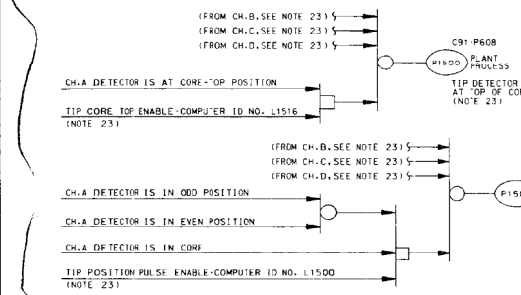 (FROM CH.B.SEE NOTE 23)
(FROM CH.C.SEE NOTE 23)
(FROM CH.D.SEE NOTE 23)
C91-P608
P1600
PLANT
PROCESS
TIP DETECTOR
AT TOP OF COR
(NOTE 23)
CH.A DETECTOR IS AT CORE-TOP POSITION
TIP CORE TOP ENABLE-COMPUTER ID NO. L1516
(NOTE 23)
(FROM CH.B.SEE NOTE 23)
(FROM CH.C.SEE NOTE 23)
(FROM CH.D.SEE NOTE 23)
P150
CH.A DETECTOR IS IN ODD POSITION
CH.A DETECTOR IS IN EVEN POSITION
CH.A DETECTOR IS IN CORE
TIP POSITION PULSE ENABLE-COMPUTER ID NO. L1500
(NOTE 23)